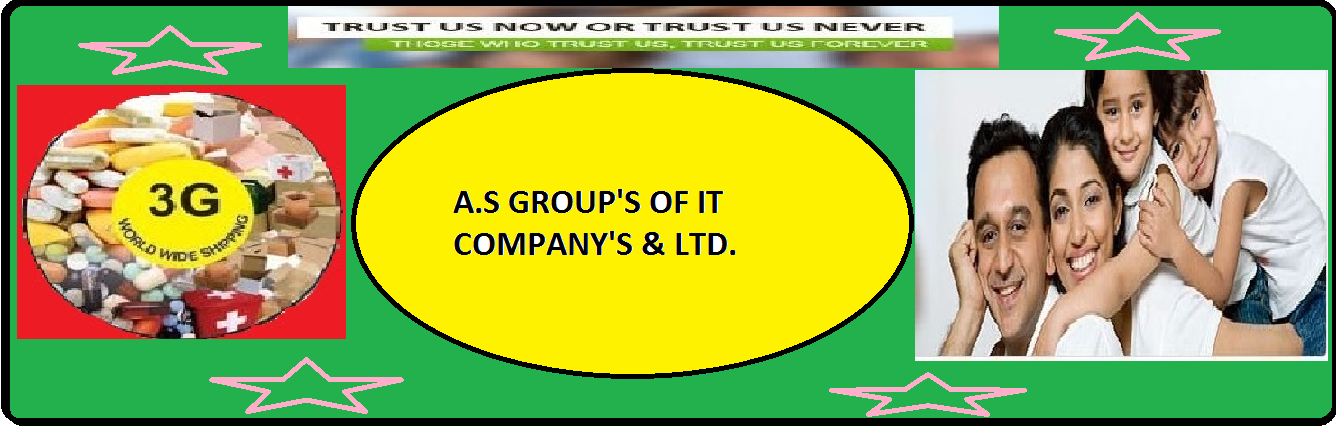 TRUST US NOW OR TRUST US NEVER
THOSE WHO TRUST US, TRUST US FOREVER
3G
WORLD WIDE SHIPPING
A.S GROUP'S OF IT
COMPANY'S & LTD.